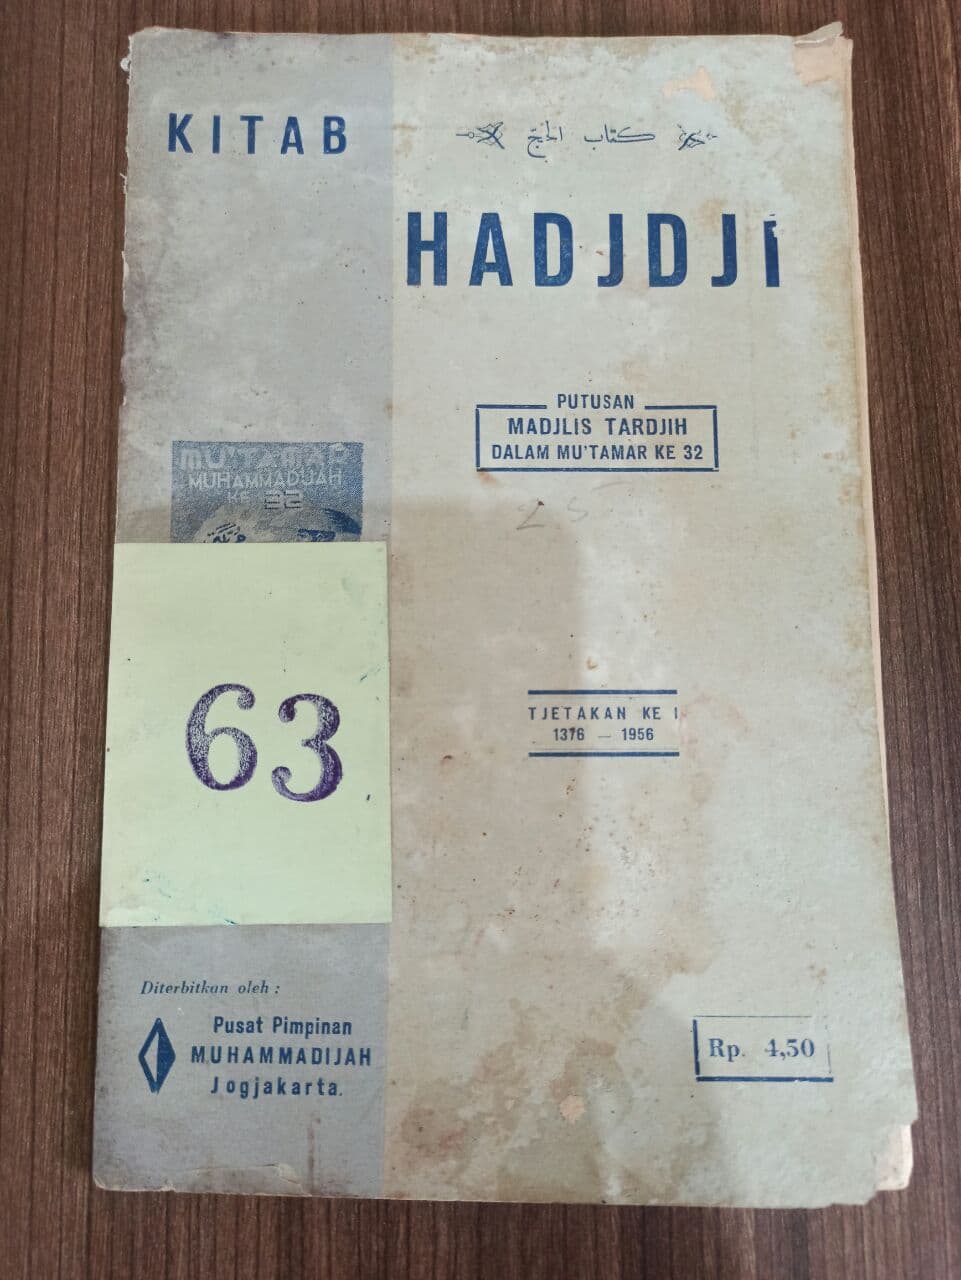 KITAB
كتاب الحج
HADJDJI
PUTUSAN
MADJLIS TARDJIH
DALAM MU'TAMAR KE 32
MU'TAMAR
MUHAMMADIJAH
KE 32
63
TJETAKAN KE I
1376 — 1956
Diterbitkan oleh :
Pusat Pimpinan
MUHAMMADIJAH
Jogjakarta.
Rp. 4,50